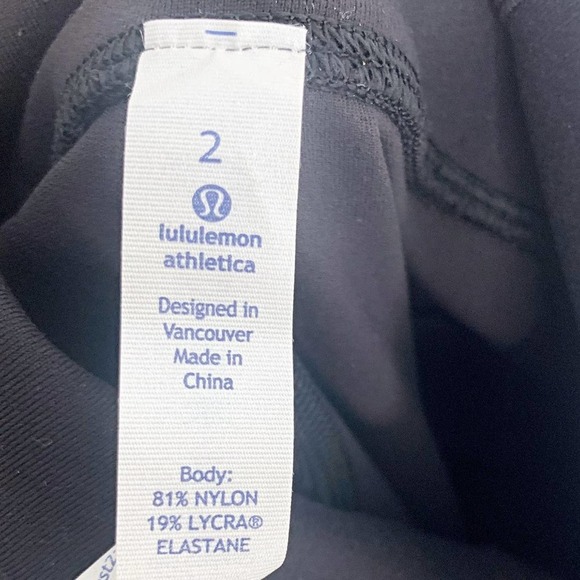 2
lululemon
athletica
Designed in
Vancouver
Made in
China
Body:
81% NYLON
19% LYCRA®
ELASTANE